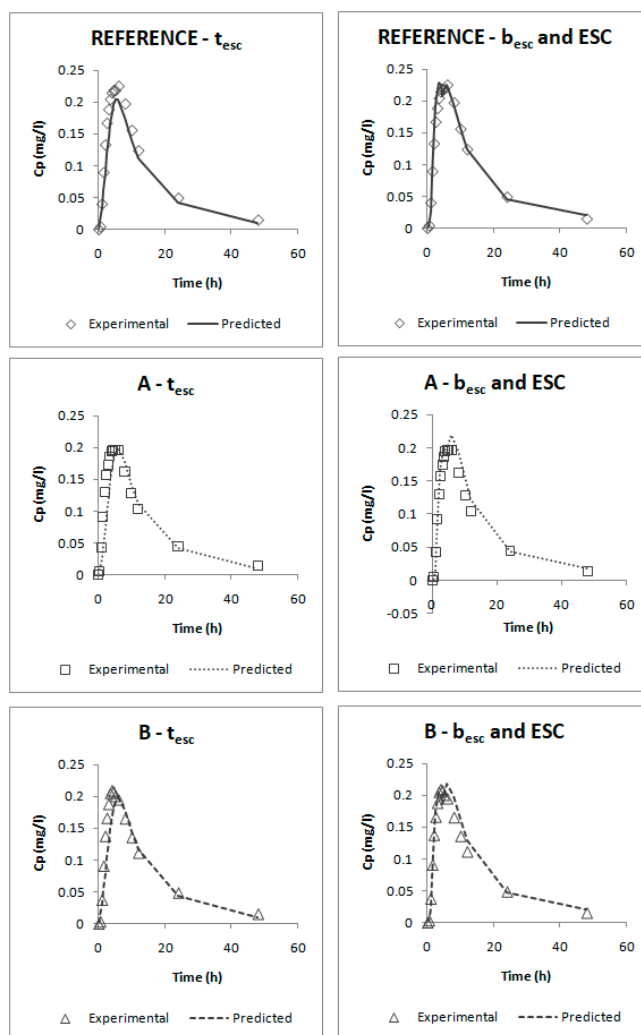 REFERENCE - tesc
0.25
0.2
0.15
0.1
0.05
0
Cp (mg/l)
0 20 40 60
Time (h)
Experimental Predicted
REFERENCE - besc and ESC
0.25
0.2
0.15
0.1
0.05
0
Cp (mg/l)
0 20 40 60
Time (h)
Experimental Predicted
A - tesc
0.25
0.2
0.15
0.1
0.05
0
Cp (mg/l)
0 20 40 60
Time (h)
Experimental Predicted
A - besc and ESC
0.25
0.2
0.15
0.1
0.05
0
-0.05
Cp (mg/l)
0 20 40 60
Time (h)
Experimental Predicted
B - tesc
0.25
0.2
0.15
0.1
0.05
0
Cp (mg/l)
0 20 40 60
Time (h)
Experimental Predicted
B - besc and ESC
0.25
0.2
0.15
0.1
0.05
0
Cp (mg/l)
0 20 40 60
Time (h)
Experimental Predicted